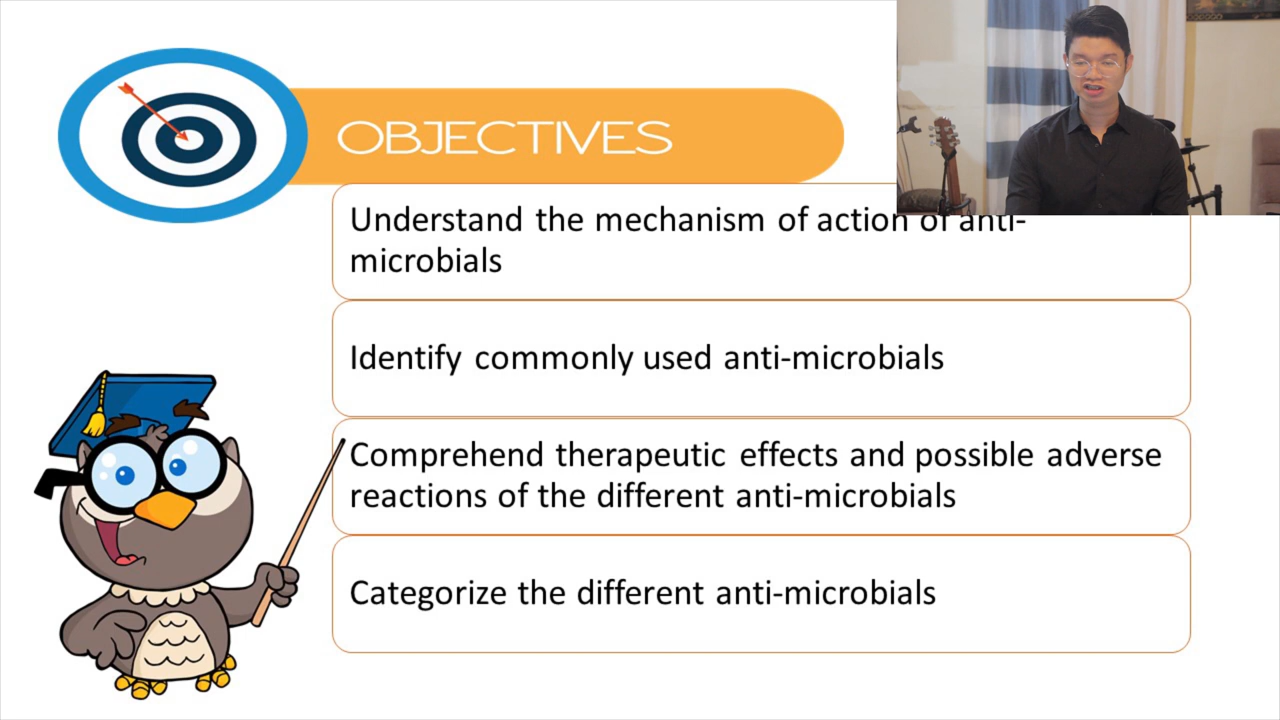 OBJECTIVES
Understand the mechanism of action of anti-
microbials
Identify commonly used anti-microbials
Comprehend therapeutic effects and possible adverse
reactions of the different anti-microbials
Categorize the different anti-microbials